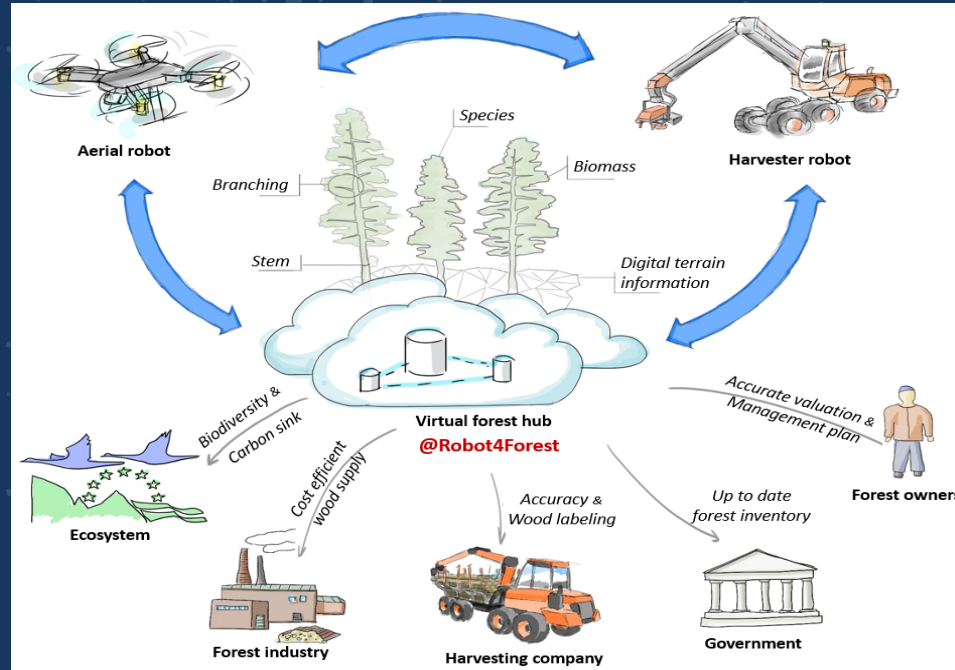 Aerial robot
Harvester robot
Species
Branching
Biomass
Stem
Digital terrain
information
Virtual forest hub
@Robot4Forest
Biodiversity &
Carbon sink
Ecosystem
Cost efficient
wood supply
Forest industry
Accuracy &
Wood labeling
Harvesting company
Up to date
forest inventory
Government
Accurate valuation &
Management plan
Forest owners